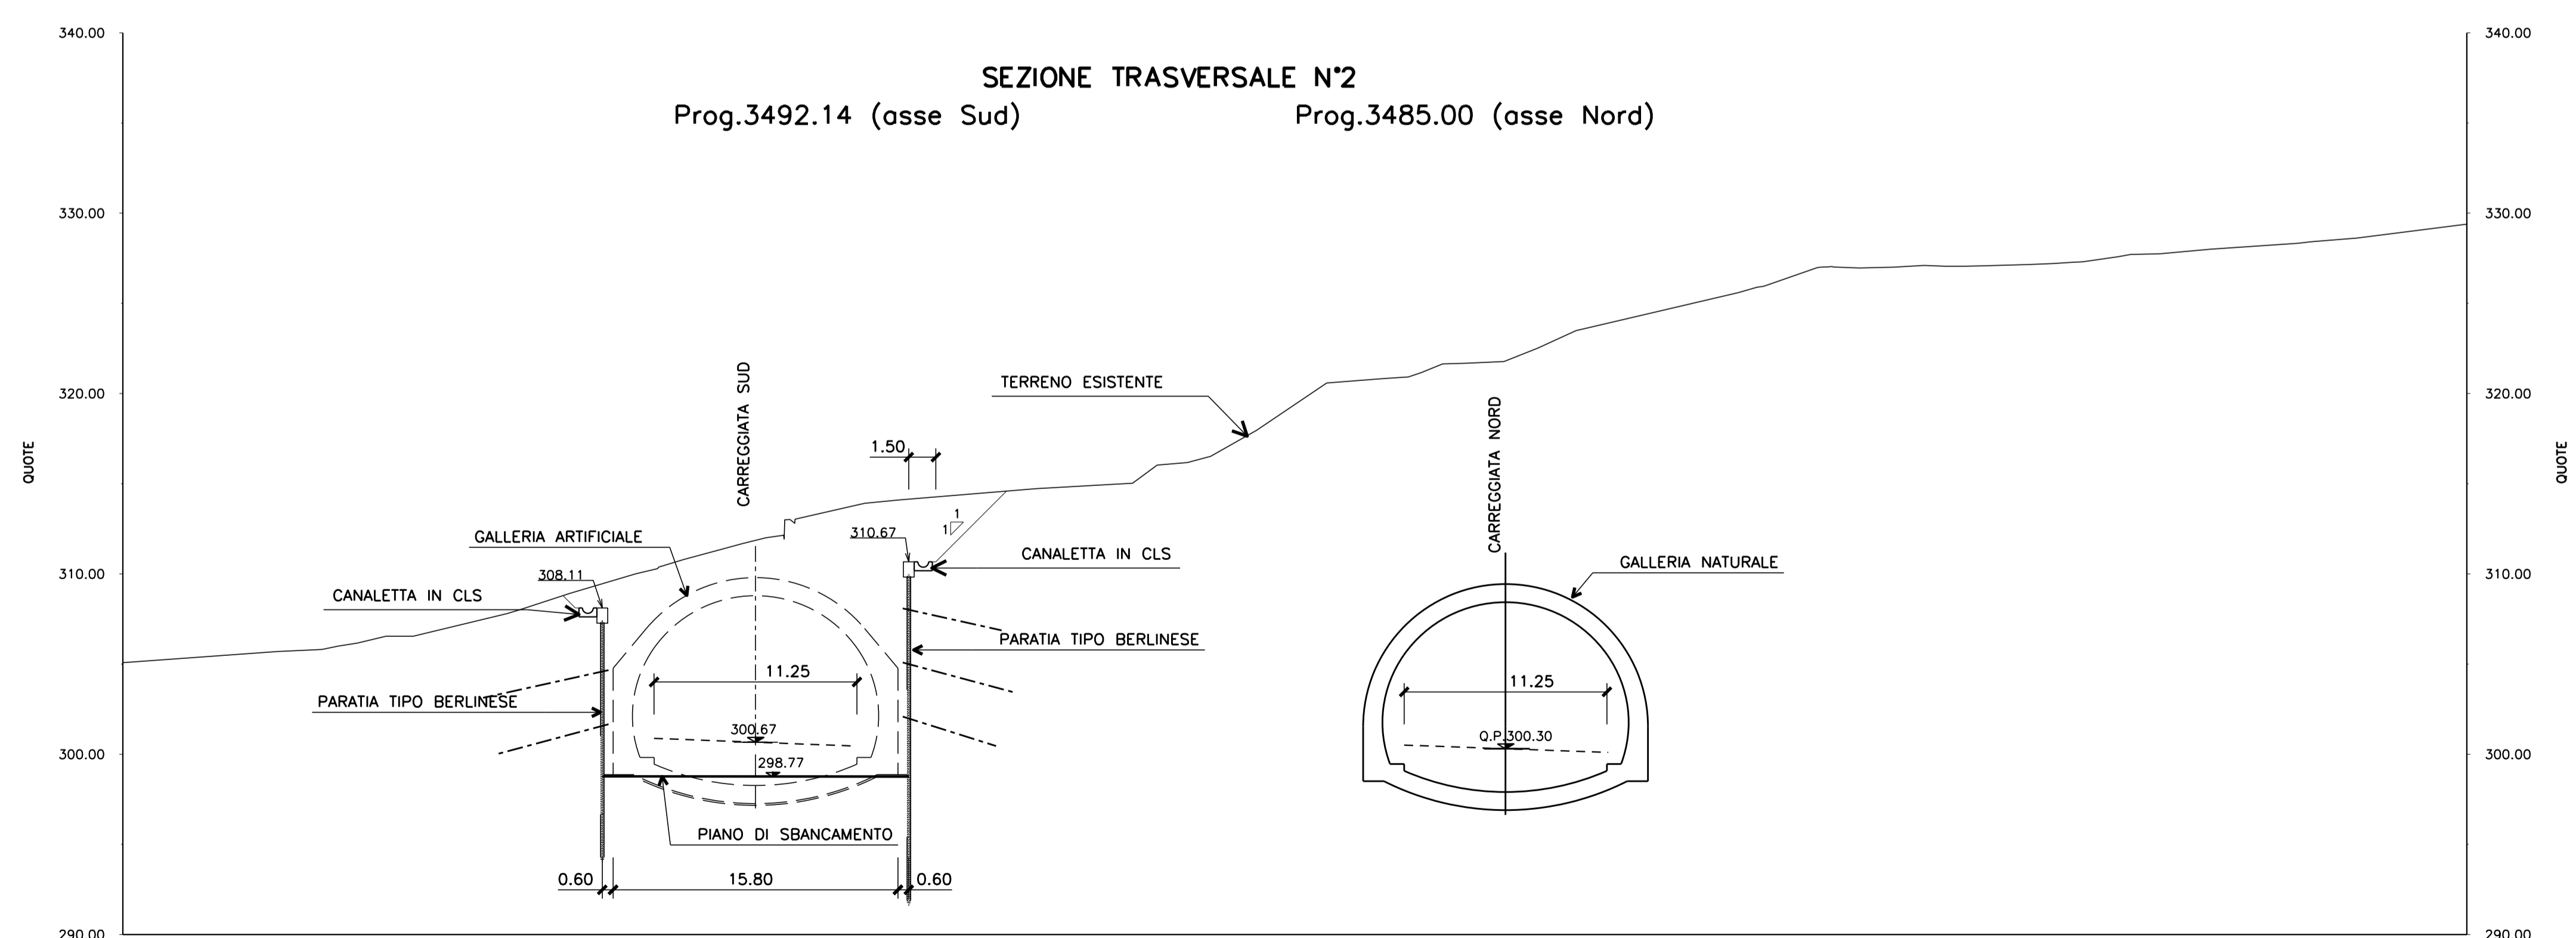 SEZIONE TRASVERSALE N°2
Prog.3492.14 (asse Sud)
Prog.3485.00 (asse Nord)
340.00
330.00
320.00
310.00
300.00
290.00
QUOTE
340.00
330.00
320.00
310.00
300.00
290.00
QUOTE
CARREGGIATA SUD
TERRENO ESISTENTE
CARREGGIATA NORD
1.50
1
1
GALLERIA ARTIFICIALE
310.67
CANALETTA IN CLS
GALLERIA NATURALE
308.11
CANALETTA IN CLS
PARATIA TIPO BERLINESE
11.25
11.25
PARATIA TIPO BERLINESE
300.67
Q.P.300.30
298.77
PIANO DI SBANCAMENTO
0.60
15.80
0.60